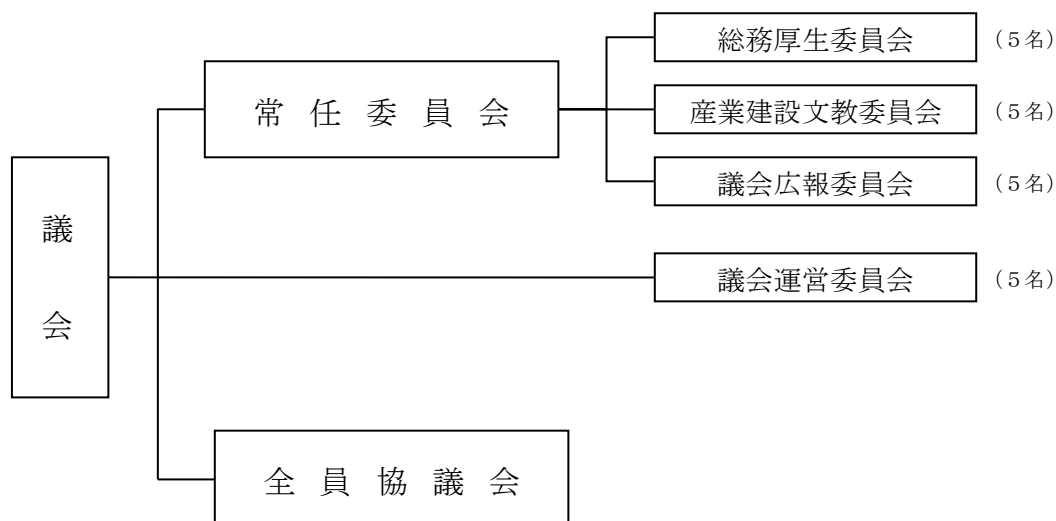 総務厚生委員会 （５名）
常任委員会
産業建設文教委員会 （５名）
議会広報委員会 （５名）
議会
議会運営委員会 （５名）
全員協議会